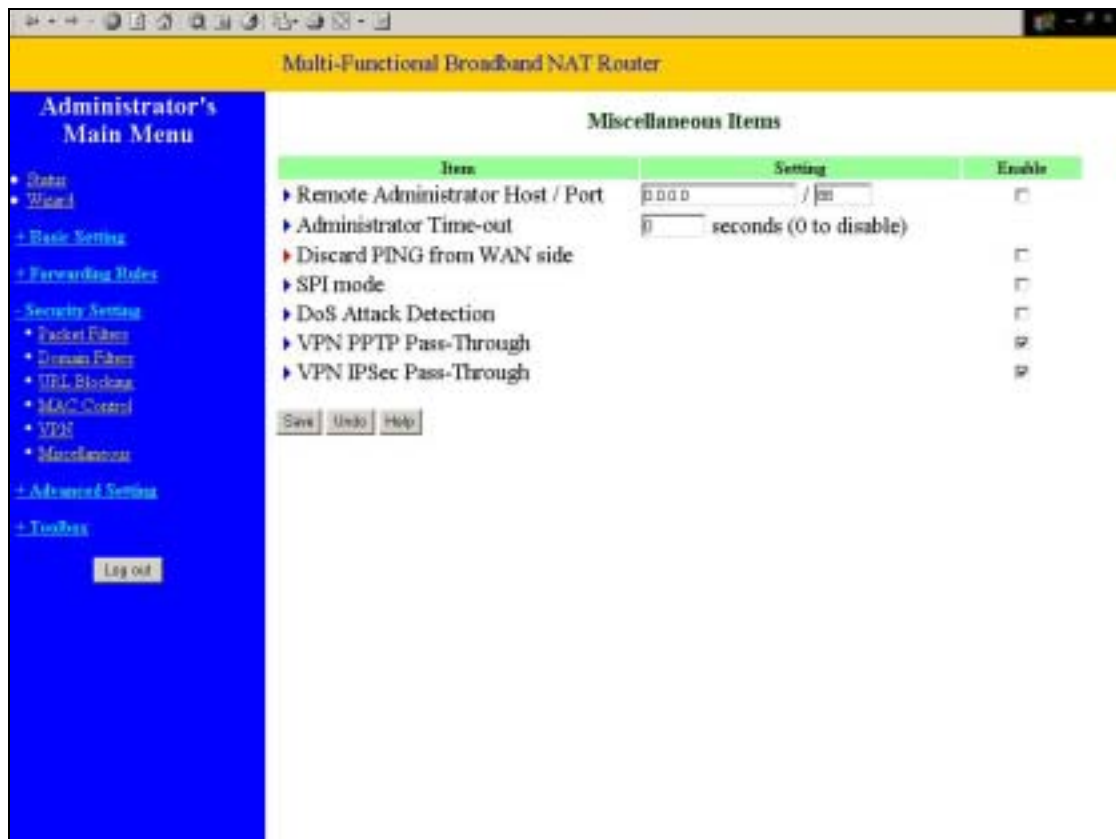 Multi-Functional Broadband NAT Router
Administrator's
Main Menu
Status
Wizard
+ Basic Setting
+ Forwarding Rules
- Security Setting
Packet Filters
Domain Filters
URL Blocking
MAC Control
VPN
Miscellaneous
+ Advanced Setting
+ Toolbox
Log out
Miscellaneous Items
Item Setting Enable
Remote Administrator Host / Port 0.0.0.0 /
Administrator Time-out 0 seconds (0 to disable)
Discard PING from WAN side
SPI mode
DoS Attack Detection
VPN PPTP Pass-Through
VPN IPSec Pass-Through
Save Undo Help